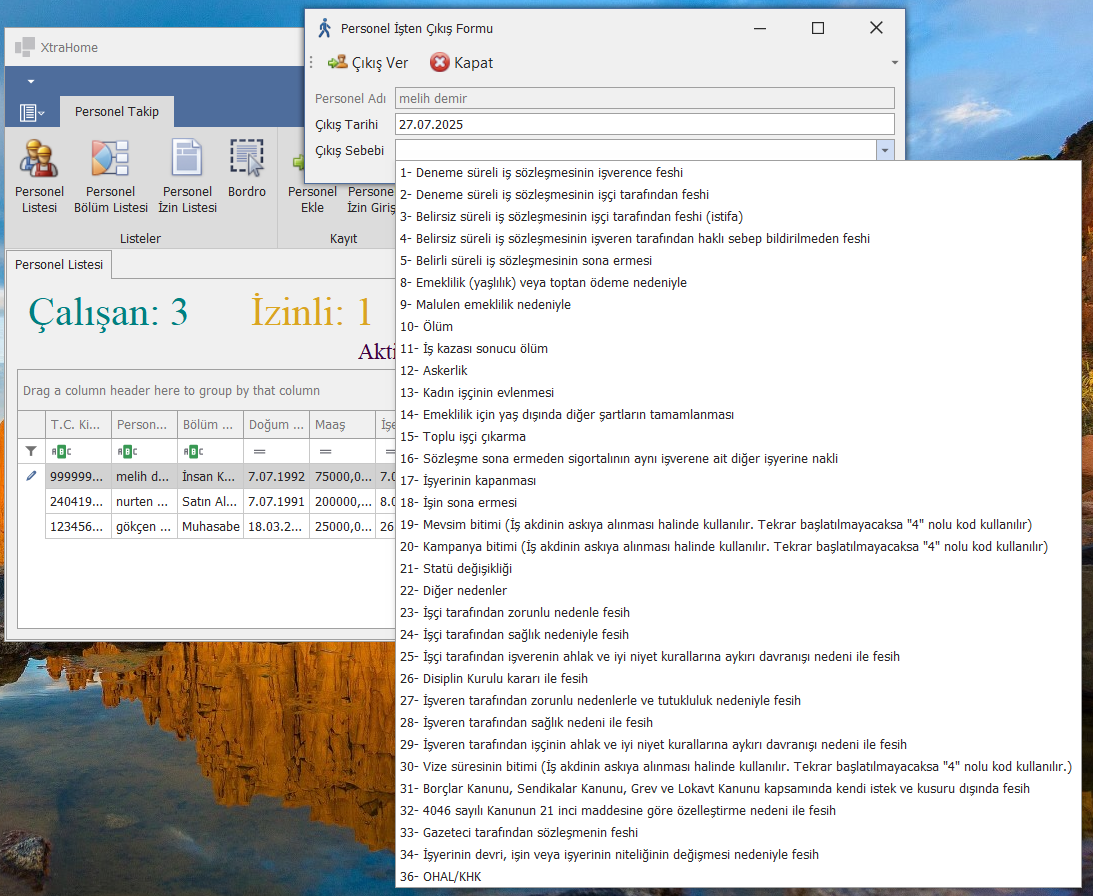 Personel İşten Çıkış Formu
XtraHome
Çıkış Ver Kapat
Personel Adı melih demir
Çıkış Tarihi 27.07.2025
Çıkış Sebebi
Personel Takip
Personel Listesi
Personel Bölüm Listesi
Personel İzin Listesi
Bordro
Personel Ekle
Persone
İzin Giriş
Listeler
Kayıt
Personel Listesi
Çalışan: 3 İzinli: 1
Akti
Drag a column header here to group by that column
T.C. Ki... Person... Bölüm ... Doğum ... Maaş İşe
999999... melih d... İnsan K... 7.07.1992 75000,0... 7.0
240419... nurten ... Satın Al... 7.07.1991 200000,... 8.0
123456... gökçen ... Muhasabe 18.03.2... 25000,0... 26
1- Deneme süreli iş sözleşmesinin işverence feshi
2- Deneme süreli iş sözleşmesinin işçi tarafından feshi
3- Belirsiz süreli iş sözleşmesinin işçi tarafından feshi (istifa)
4- Belirsiz süreli iş sözleşmesinin işveren tarafından haklı sebep bildirilmeden feshi
5- Belirli süreli iş sözleşmesinin sona ermesi
8- Emeklilik (yaşlılık) veya toptan ödeme nedeniyle
9- Malulen emeklilik nedeniyle
10- Ölüm
11- İş kazası sonucu ölüm
12- Askerlik
13- Kadın işçinin evlenmesi
14- Emeklilik için yaş dışında diğer şartların tamamlanması
15- Toplu işçi çıkarma
16- Sözleşme sona ermeden sigortalının aynı işverene ait diğer işyerine nakli
17- İşyerinin kapanması
18- İşin sona ermesi
19- Mevsim bitimi (İş akdinin askıya alınması halinde kullanılır. Tekrar başlatılmayacaksa "4" nolu kod kullanılır)
20- Kampanya bitimi (İş akdinin askıya alınması halinde kullanılır. Tekrar başlatılmayacaksa "4" nolu kod kullanılır)
21- Statü değişikliği
22- Diğer nedenler
23- İşçi tarafından zorunlu nedenle fesih
24- İşçi tarafından sağlık nedeniyle fesih
25- İşçi tarafından işverenin ahlak ve iyi niyet kurallarına aykırı davranışı nedeni ile fesih
26- Disiplin Kurulu kararı ile fesih
27- İşveren tarafından zorunlu nedenlerle ve tutukluluk nedeniyle fesih
28- İşveren tarafından sağlık nedeni ile fesih
29- İşveren tarafından işçinin ahlak ve iyi niyet kurallarına aykırı davranışı nedeni ile fesih
30- Vize süresinin bitimi (İş akdinin askıya alınması halinde kullanılır. Tekrar başlatılmayacaksa "4" nolu kod kullanılır.)
31- Borçlar Kanunu, Sendikalar Kanunu, Grev ve Lokavt Kanunu kapsamında kendi istek ve kusuru dışında fesih
32- 4046 sayılı Kanunun 21 inci maddesine göre özelleştirme nedeni ile fesih
33- Gazeteci tarafından sözleşmenin feshi
34- İşyerinin devri, işin veya işyerinin niteliğinin değişmesi nedeniyle fesih
36- OHAL/KHK